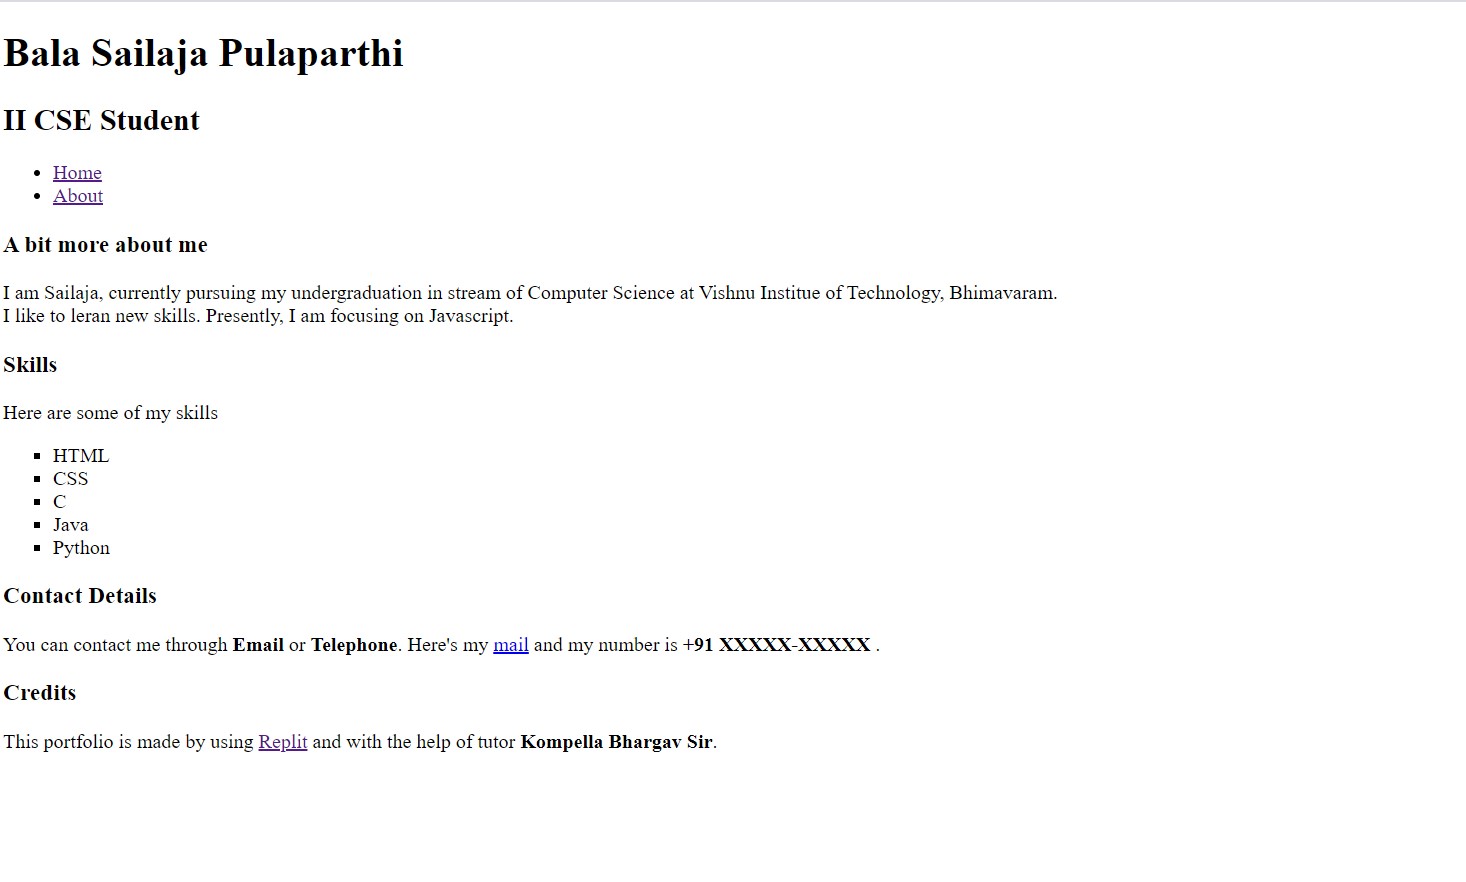 Bala Sailaja Pulaparthi
II CSE Student
Home
About
A bit more about me
I am Sailaja, currently pursuing my undergraduation in stream of Computer Science at Vishnu Institue of Technology, Bhimavaram.
I like to leran new skills. Presently, I am focusing on Javascript.
Skills
Here are some of my skills
HTML
CSS
C
Java
Python
Contact Details
You can contact me through Email or Telephone. Here's my mail and my number is +91 XXXXX-XXXXX .
Credits
This portfolio is made by using Replit and with the help of tutor Kompella Bhargav Sir.